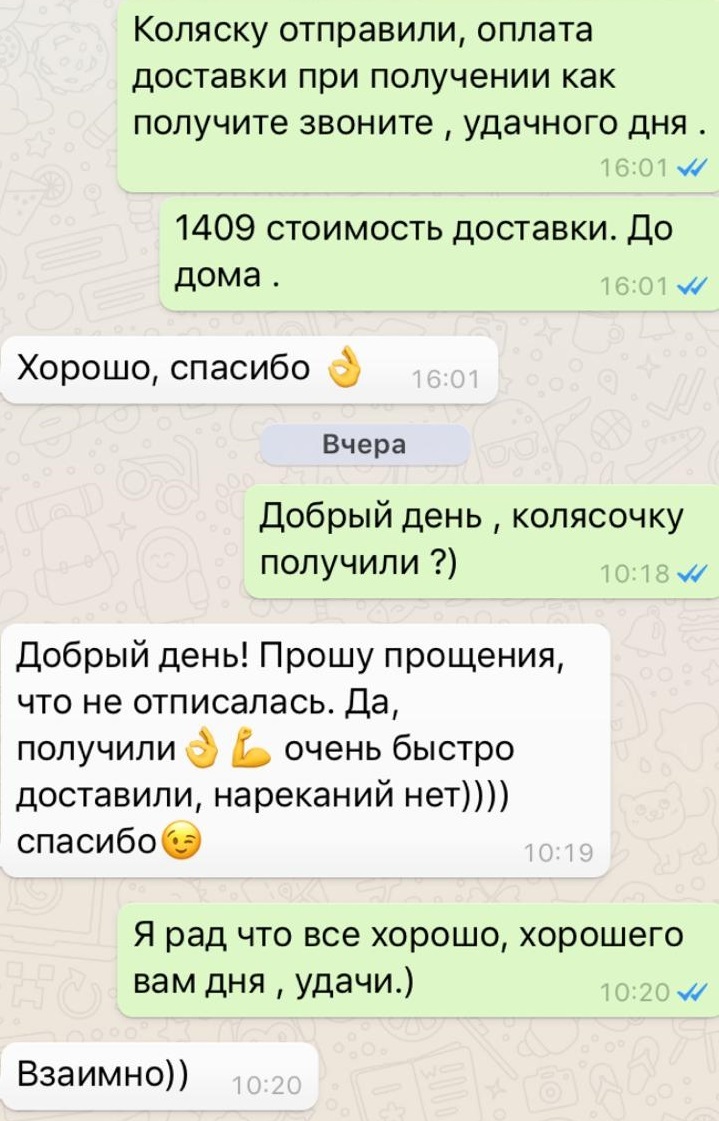 Коляску отправили, оплата
доставки при получении как
получите звоните , удачного дня .
16:01
1409 стоимость доставки. До
дома .
16:01
Хорошо, спасибо 👌
16:01
Вчера
Добрый день , колясочку
получили ?)
10:18
Добрый день! Прошу прощения,
что не отписалась. Да,
получили👌💪 очень быстро
доставили, нареканий нет))))
спасибо😉
10:19
Я рад что все хорошо, хорошего
вам дня , удачи.)
10:20
Взаимно))
10:20